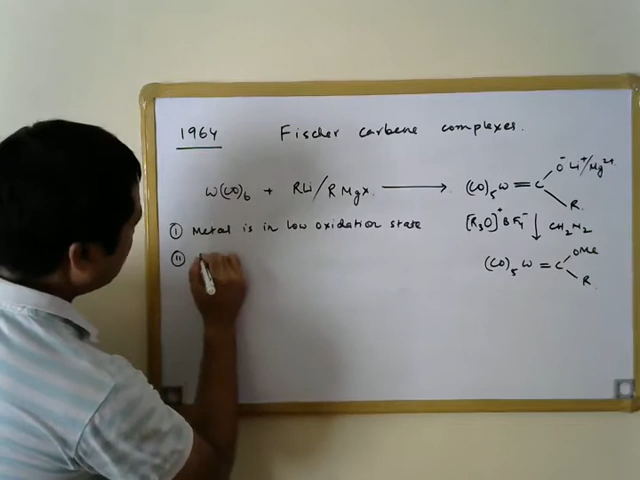 1964 Fischer carbene complexes.
W(CO)6 + RLi/RMgx. ⟶ (CO)5W=C O⁻ Li⁺/Mg²⁺ R.
① Metal is in low oxidation state [R3O]⁺BF4⁻ ↓ CH2N2
② (CO)5W=C OMe R.